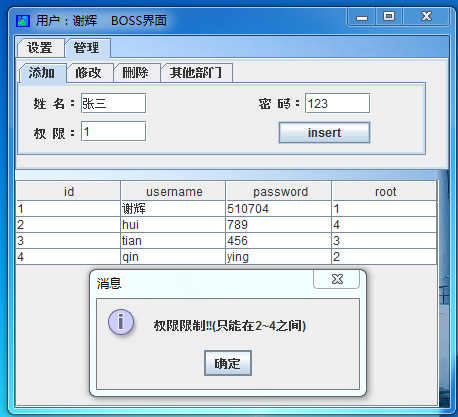 用户：谢辉 BOSS界面
设置 管理
添加 修改 删除 其他部门
姓 名： 张三 密 码： 123
权 限： 1 insert
id username password root
1 谢辉 510704 1
2 hui 789 4
3 tian 456 3
4 qin ying 2
消息
权限限制!!(只能在2~4之间)
确定